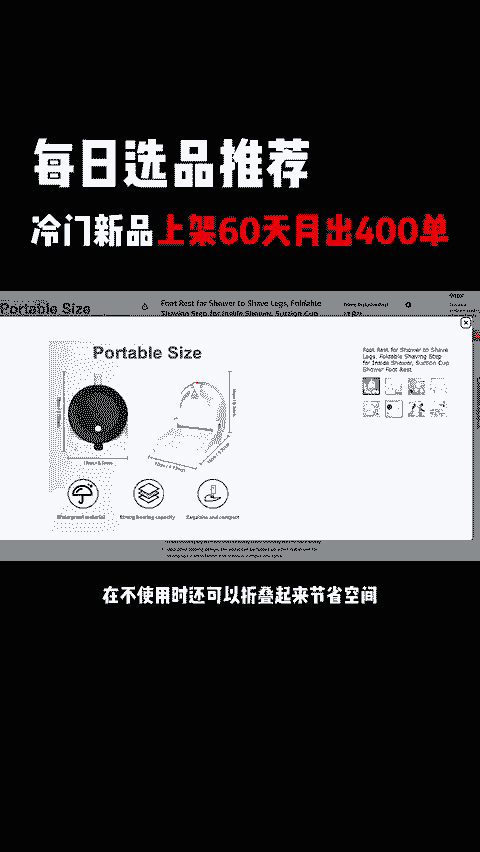 每日选品推荐
冷门新品上架60天月出400单
Portable Size
Foot Rest for Shower to Shave Legs, Foldable
Shaving Step for Inside Shower, Suction Cup
Portable Size
Foot Rest for Shower to Shave
Legs, Foldable Shaving Step
for Inside Shower, Suction Cup
Shower Foot Rest
Waterproof material
Strong bearing capacity
Exquisite and compact
在不使用时还可以折叠起来节省空间